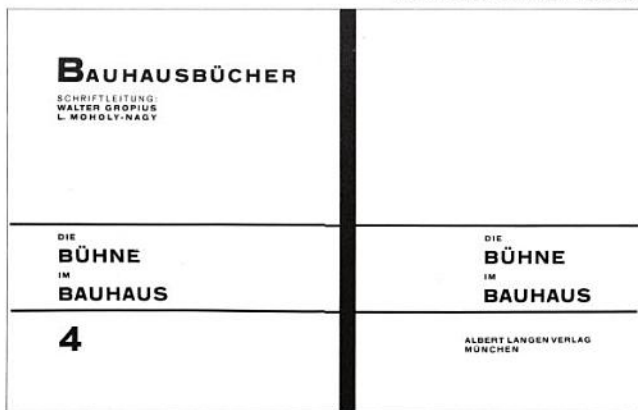 BAUHAUSBÜCHER
SCHRIFTLEITUNG:
WALTER GROPIUS
L. MOHOLY-NAGY
DIE
BÜHNE
IM
BAUHAUS
4
DIE
BÜHNE
IM
BAUHAUS
ALBERT LANGEN VERLAG
MÜNCHEN